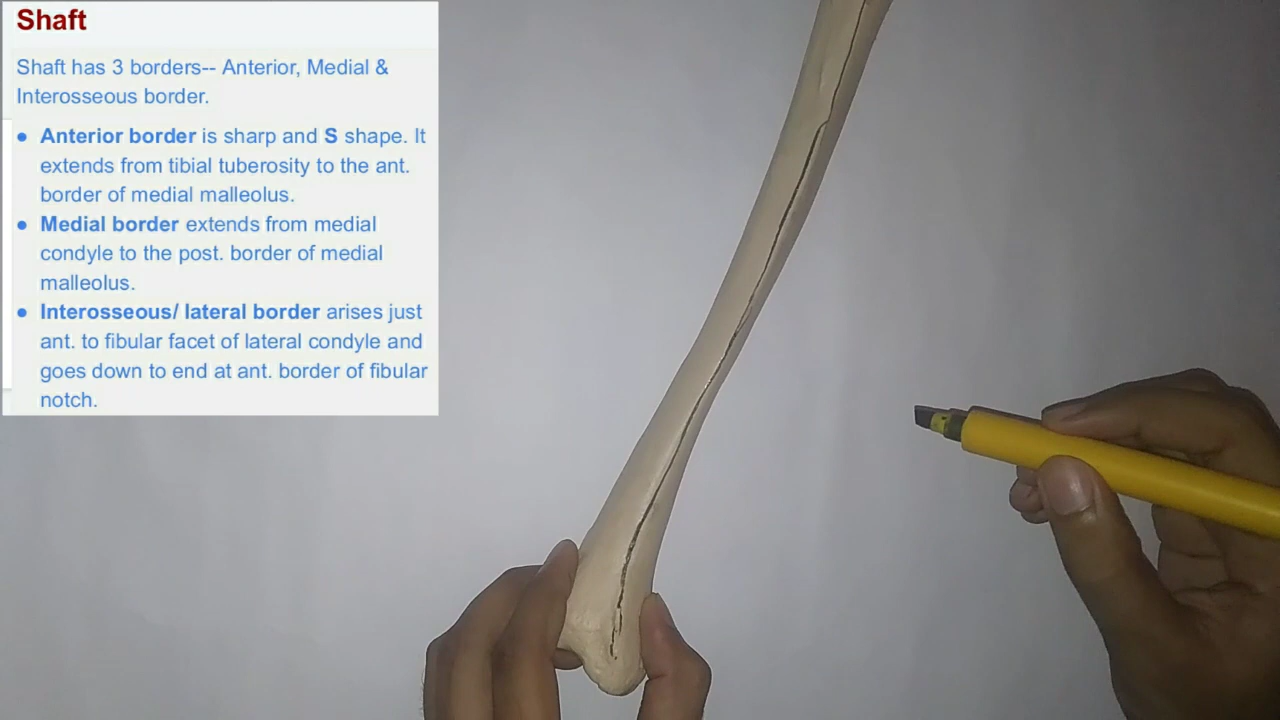 Shaft
Shaft has 3 borders-- Anterior, Medial &
Interosseous border.
● Anterior border is sharp and S shape. It
extends from tibial tuberosity to the ant.
border of medial malleolus.
● Medial border extends from medial
condyle to the post. border of medial
malleolus.
● Interosseous/ lateral border arises just
ant. to fibular facet of lateral condyle and
goes down to end at ant. border of fibular
notch.